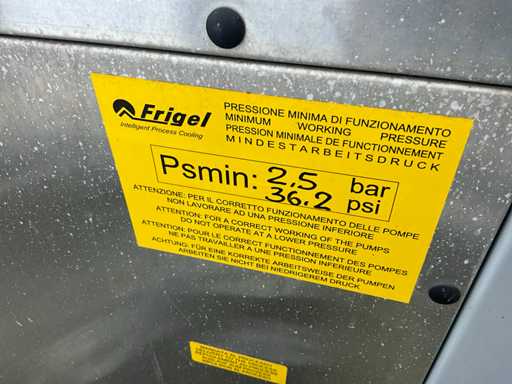 Frigel
Intelligent Process Cooling
PRESSIONE MINIMA DI FUNZIONAMENTO
MINIMUM WORKING PRESSURE
PRESSION MINIMALE DE FUNCTIONNEMENT
MINDESTARBEITSDRUCK
Psmin: 2,5 bar
36.2 psi
ATTENZIONE: PER IL CORRETTO FUNZIONAMENTO DELLE POMPE
NON LAVORARE AD UNA PRESSIONE INFERIORE
ATTENTION: FOR A CORRECT WORKING OF THE PUMPS
DO NOT OPERATE AT A LOWER PRESSURE
ATTENTION: POUR LE CORRECT FUNCTIONNEMENT DES POMPES
NE PAS TRAVAILLER A UNE PRESSION INFERIEURE
ACHTUNG: FÜR EINE KORREKTE ARBEITSWEISE DER PUMPEN
ARBEITEN SIE NICHT BEI NIEDRIGEREM DRUCK